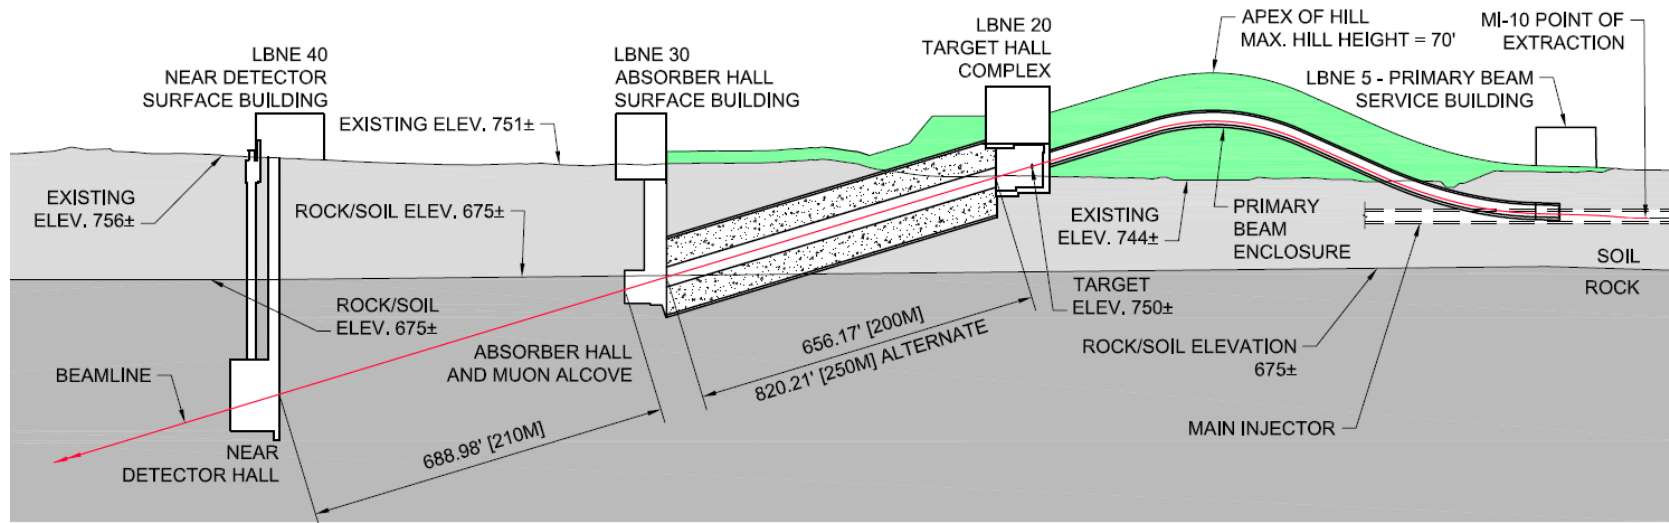 LBNE 40
NEAR DETECTOR
SURFACE BUILDING
LBNE 30
ABSORBER HALL
SURFACE BUILDING
LBNE 20
TARGET HALL
COMPLEX
APEX OF HILL
MAX. HILL HEIGHT = 70'
MI-10 POINT OF
EXTRACTION
LBNE 5 - PRIMARY BEAM
SERVICE BUILDING
EXISTING ELEV. 751±
EXISTING
ELEV. 756±
ROCK/SOIL ELEV. 675±
EXISTING
ELEV. 744±
PRIMARY
BEAM
ENCLOSURE
SOIL
ROCK
ROCK/SOIL
ELEV. 675±
TARGET
ELEV. 750±
656.17' [200M]
820.21' [250M] ALTERNATE
ROCK/SOIL ELEVATION
675±
ABSORBER HALL
AND MUON ALCOVE
BEAMLINE
MAIN INJECTOR
688.98' [210M]
NEAR
DETECTOR HALL